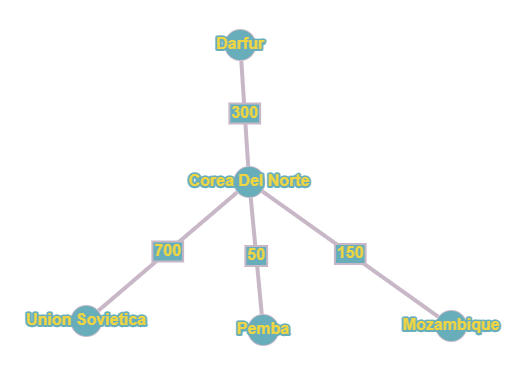 Darfur
300
Corea Del Norte
700
50
150
Union Sovietica
Pemba
Mozambique